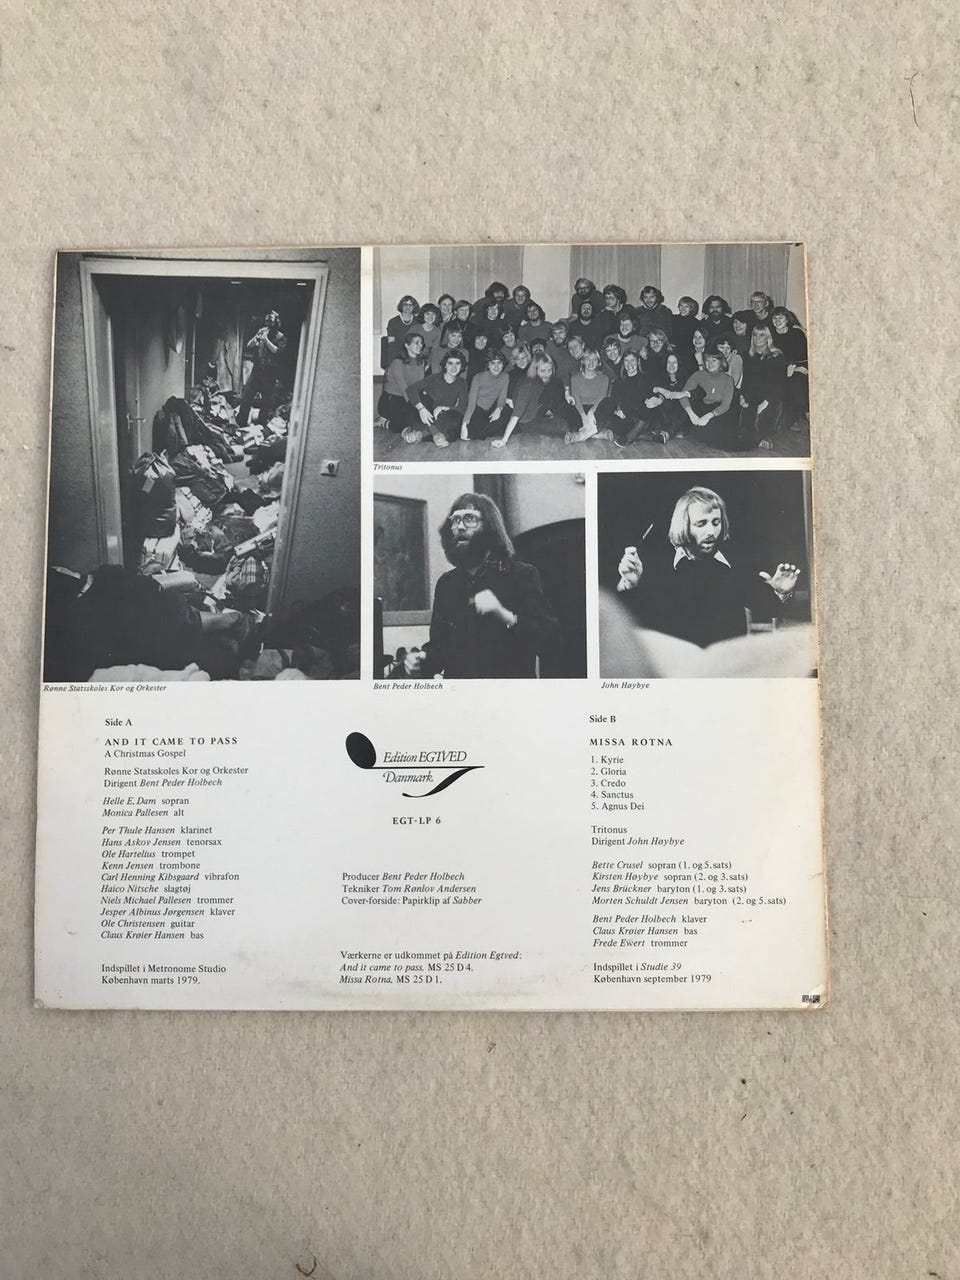 Tritonus
Rønne Statsskoles Kor og Orkester
Bent Peder Holbech
John Høybye
Side A
AND IT CAME TO PASS
A Christmas Gospel
Rønne Statsskoles Kor og Orkester
Dirigent Bent Peder Holbech
Helle E. Dam sopran
Monica Pallesen alt
Per Thule Hansen klarinet
Hans Askov Jensen tenorsax
Ole Hartelius trompet
Kenn Jensen trombone
Carl Henning Kibsgaard vibrafon
Haico Nitsche slagtøj
Niels Michael Pallesen trommer
Jesper Albinus Jørgensen klaver
Ole Christensen guitar
Claus Krøier Hansen bas
Indspillet i Metronome Studio
København marts 1979.
Edition EGTVED
Danmark
EGT-LP 6
Producer Bent Peder Holbech
Tekniker Tom Rønlov Andersen
Cover-forside: Papirklip af Sabber
Værkerne er udkommet på Edition Egtved:
And it came to pass, MS 25 D 4.
Missa Rotna, MS 25 D 1.
Side B
MISSA ROTNA
1. Kyrie
2. Gloria
3. Credo
4. Sanctus
5. Agnus Dei
Tritonus
Dirigent John Høybye
Bette Crusel sopran (1. og 5. sats)
Kirsten Høybye sopran (2. og 3. sats)
Jens Brückner baryton (1. og 3. sats)
Morten Schuldt Jensen baryton (2. og 5. sats)
Bent Peder Holbech klaver
Claus Krøier Hansen bas
Frede Ewert trommer
Indspillet i Studie 39
København september 1979